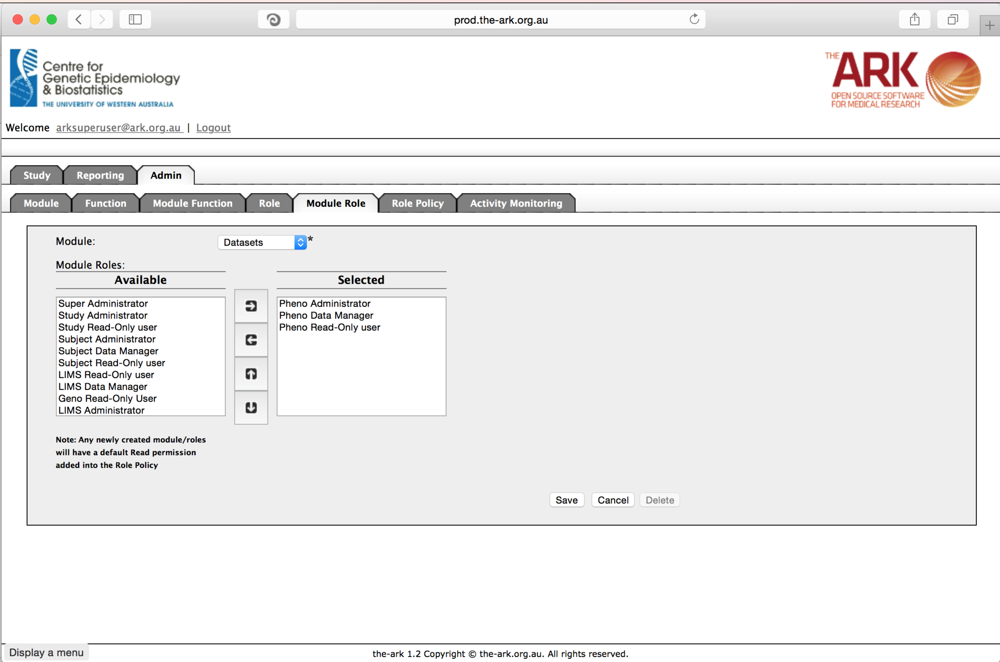 prod.the-ark.org.au
Centre for
Genetic Epidemiology
& Biostatistics
THE UNIVERSITY OF WESTERN AUSTRALIA
THE ARK
OPEN SOURCE SOFTWARE
FOR MEDICAL RESEARCH
Welcome arksuperuser@ark.org.au | Logout
Study Reporting Admin
Module Function Module Function Role Module Role Role Policy Activity Monitoring
Module: Datasets *
Module Roles:
Available Selected
Super Administrator
Study Administrator
Study Read-Only user
Subject Administrator
Subject Data Manager
Subject Read-Only user
LIMS Read-Only user
LIMS Data Manager
Geno Read-Only User
LIMS Administrator
Pheno Administrator
Pheno Data Manager
Pheno Read-Only user
Note: Any newly created module/roles
will have a default Read permission
added into the Role Policy
Save Cancel Delete
Display a menu
the-ark 1.2 Copyright © the-ark.org.au. All rights reserved.